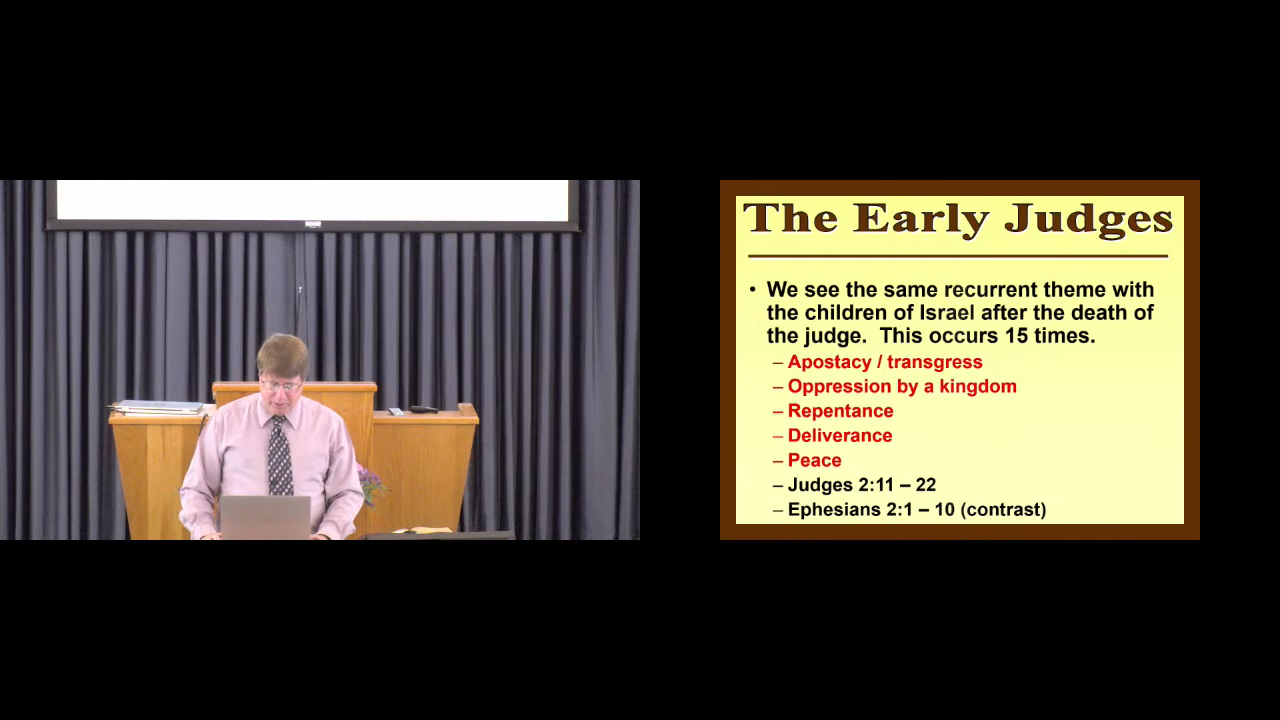 The Early Judges
• We see the same recurrent theme with
the children of Israel after the death of
the judge.  This occurs 15 times.
– Apostacy / transgress
– Oppression by a kingdom
– Repentance
– Deliverance
– Peace
– Judges 2:11 – 22
– Ephesians 2:1 – 10 (contrast)